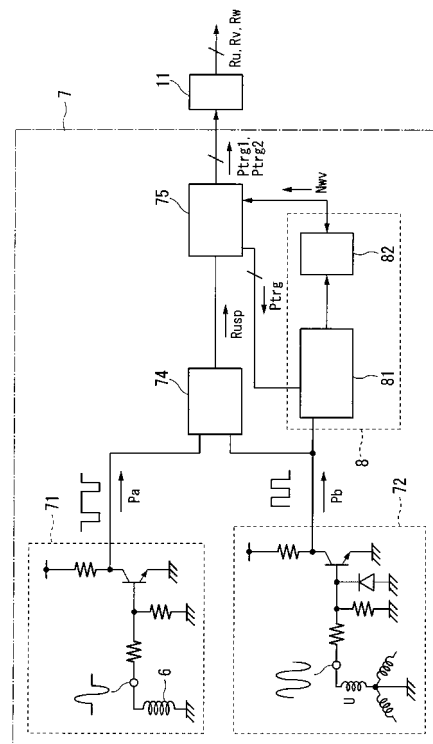 7
71
6
Pa
74
Rusp
75
Ptrg1,
Ptrg2
11
Ru, Rv, Rw
Ptrg
Nwv
82
81
8
Pb
72
U